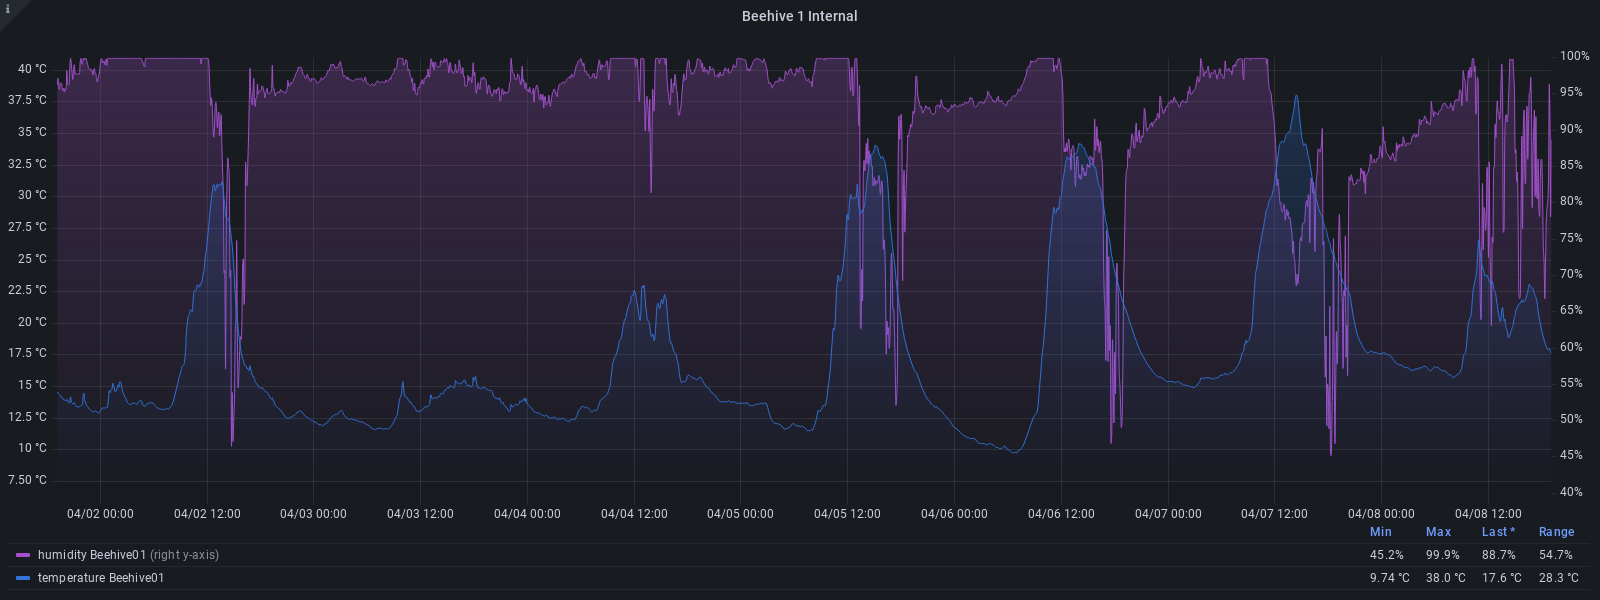 i
Beehive 1 Internal
40 °C
37.5 °C
35 °C
32.5 °C
30 °C
27.5 °C
25 °C
22.5 °C
20 °C
17.5 °C
15 °C
12.5 °C
10 °C
7.50 °C
100%
95%
90%
85%
80%
75%
70%
65%
60%
55%
50%
45%
40%
04/02 00:00 04/02 12:00 04/03 00:00 04/03 12:00 04/04 00:00 04/04 12:00 04/05 00:00 04/05 12:00 04/06 00:00 04/06 12:00 04/07 00:00 04/07 12:00 04/08 00:00 04/08 12:00
Min Max Last * Range
humidity Beehive01 (right y-axis) 45.2% 99.9% 88.7% 54.7%
temperature Beehive01 9.74 °C 38.0 °C 17.6 °C 28.3 °C